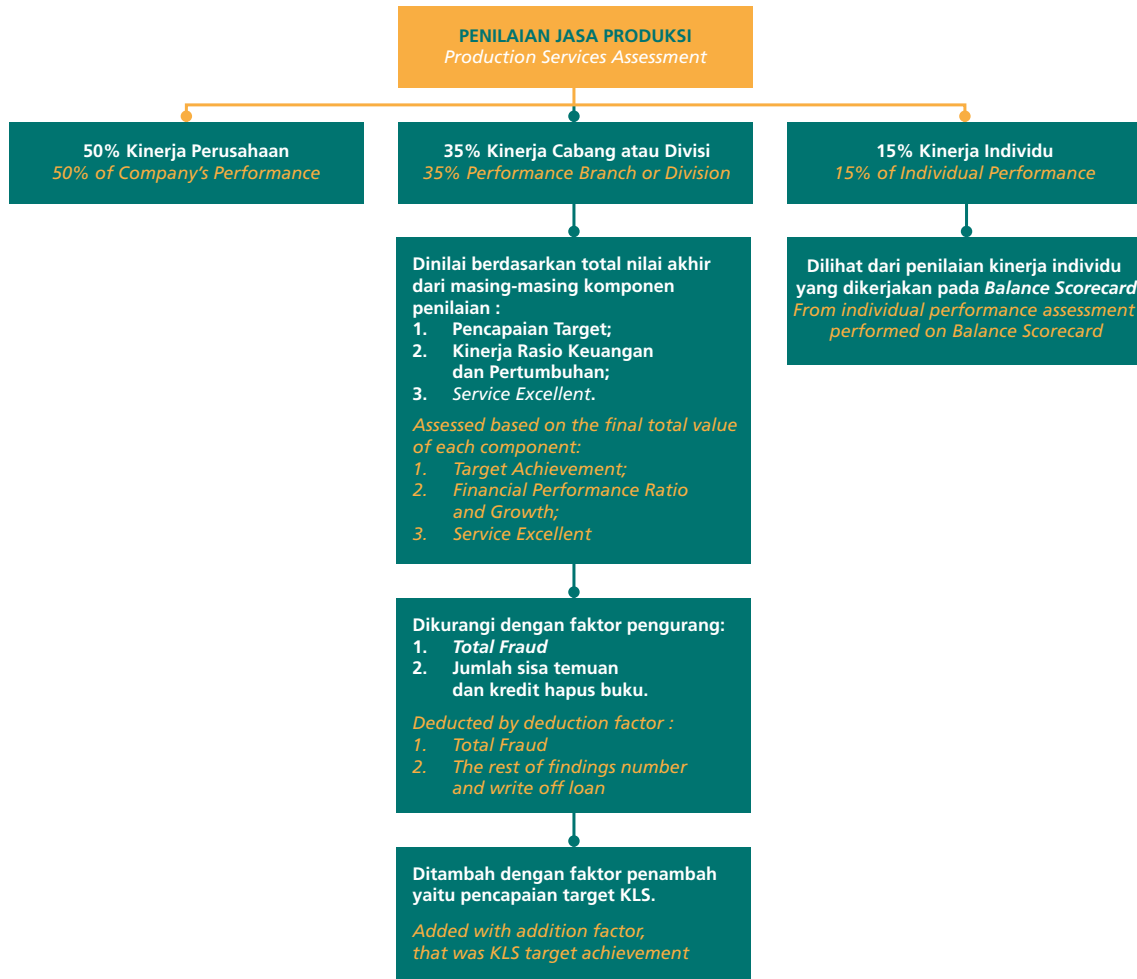 PENILAIAN JASA PRODUKSI
Production Services Assessment
50% Kinerja Perusahaan
50% of Company's Performance
35% Kinerja Cabang atau Divisi
35% Performance Branch or Division
15% Kinerja Individu
15% of Individual Performance
Dinilai berdasarkan total nilai akhir
dari masing-masing komponen
penilaian :
1. Pencapaian Target;
2. Kinerja Rasio Keuangan
dan Pertumbuhan;
3. Service Excellent.
Assessed based on the final total value
of each component:
1. Target Achievement;
2. Financial Performance Ratio
and Growth;
3. Service Excellent
Dilihat dari penilaian kinerja individu
yang dikerjakan pada Balance Scorecard
From individual performance assessment
performed on Balance Scorecard
Dikurangi dengan faktor pengurang:
1. Total Fraud
2. Jumlah sisa temuan
dan kredit hapus buku.
Deducted by deduction factor :
1. Total Fraud
2. The rest of findings number
and write off loan
Ditambah dengan faktor penambah
yaitu pencapaian target KLS.
Added with addition factor,
that was KLS target achievement